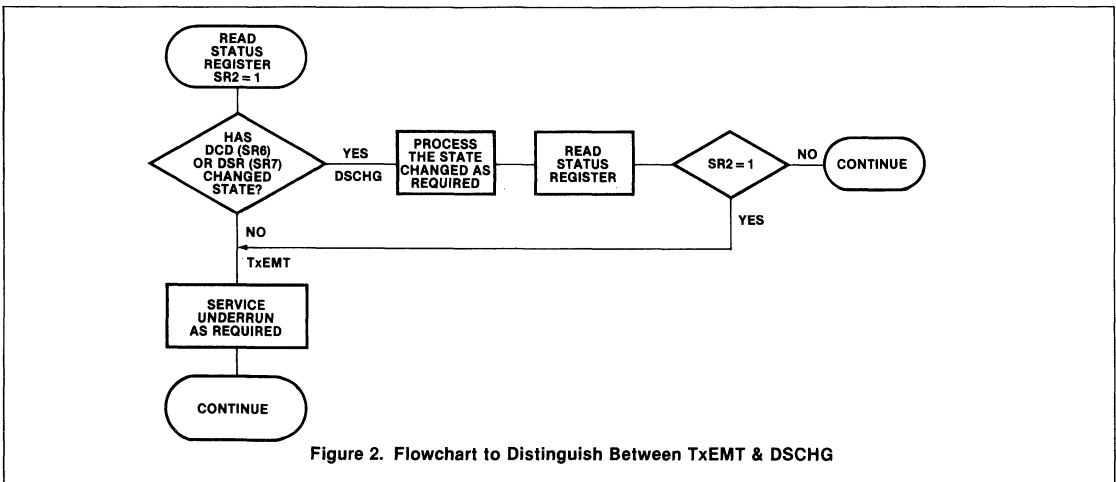 READ
STATUS
REGISTER
SR2 = 1
HAS
DCD (SR6)
OR DSR (SR7)
CHANGED
STATE?
YES
DSCHG
PROCESS
THE STATE
CHANGED AS
REQUIRED
READ
STATUS
REGISTER
SR2 = 1
NO
CONTINUE
YES
NO
TxEMT
SERVICE
UNDERRUN
AS REQUIRED
CONTINUE
Figure 2. Flowchart to Distinguish Between TxEMT & DSCHG